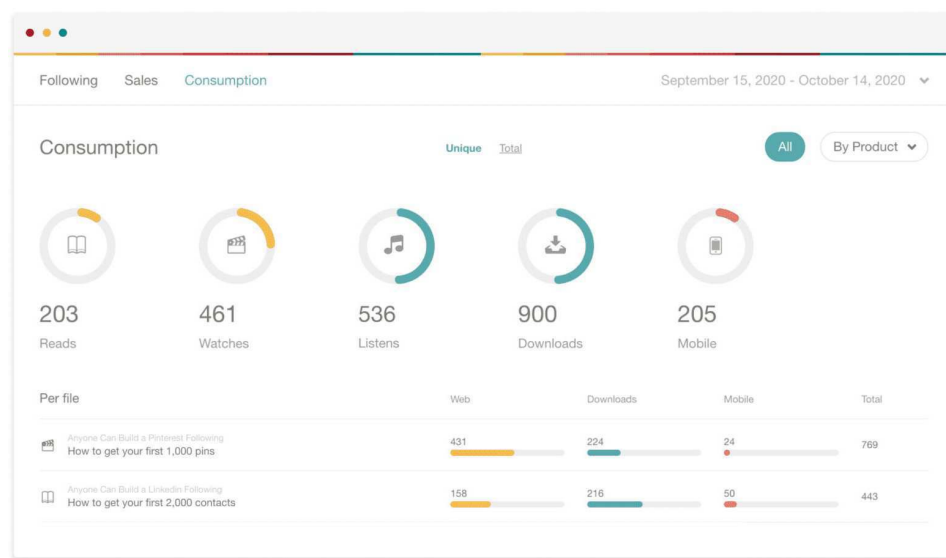 Following Sales Consumption September 15, 2020 - October 14, 2020
Consumption Unique Total All By Product
203 461 536 900 205
Reads Watches Listens Downloads Mobile
Per file Web Downloads Mobile Total
Anyone Can Build a Pinterest Following
How to get your first 1,000 pins
431 224 24 769
Anyone Can Build a Linkedin Following
How to get your first 2,000 contacts
158 216 50 443